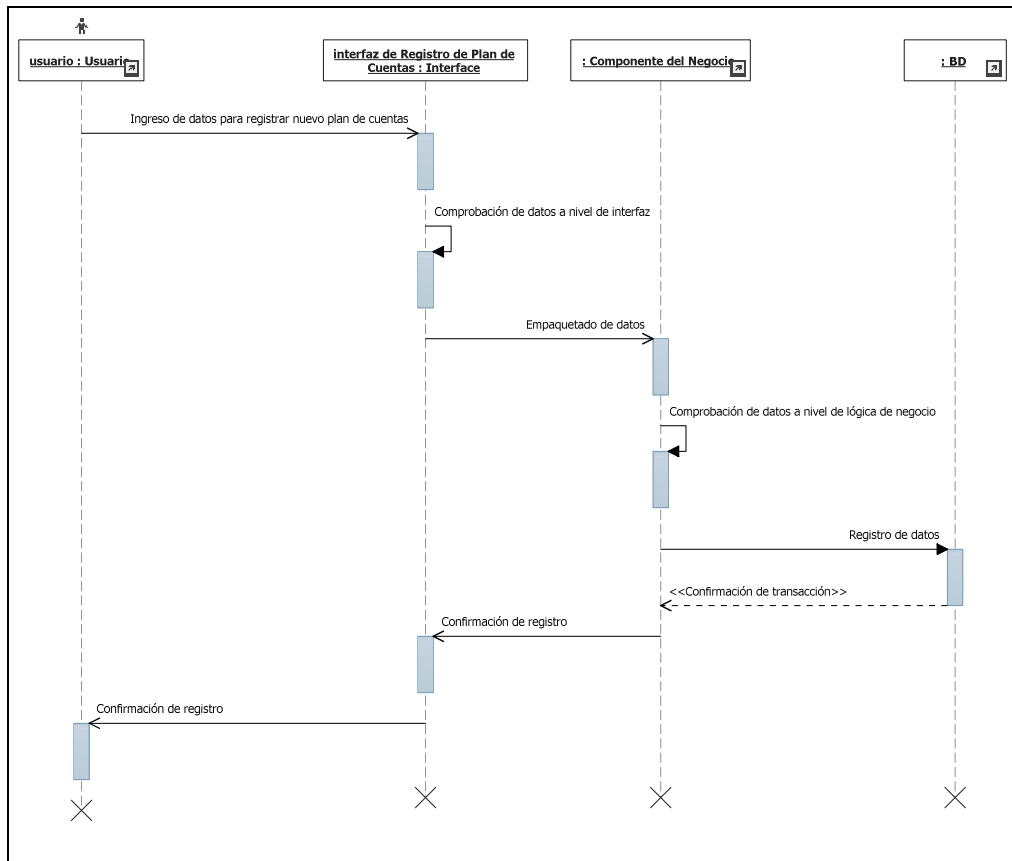 usuario : Usuario
interfaz de Registro de Plan de
Cuentas : Interface
: Componente del Negocio
: BD
Ingreso de datos para registrar nuevo plan de cuentas
Comprobación de datos a nivel de interfaz
Empaquetado de datos
Comprobación de datos a nivel de lógica de negocio
Registro de datos
<<Confirmación de transacción>>
Confirmación de registro
Confirmación de registro